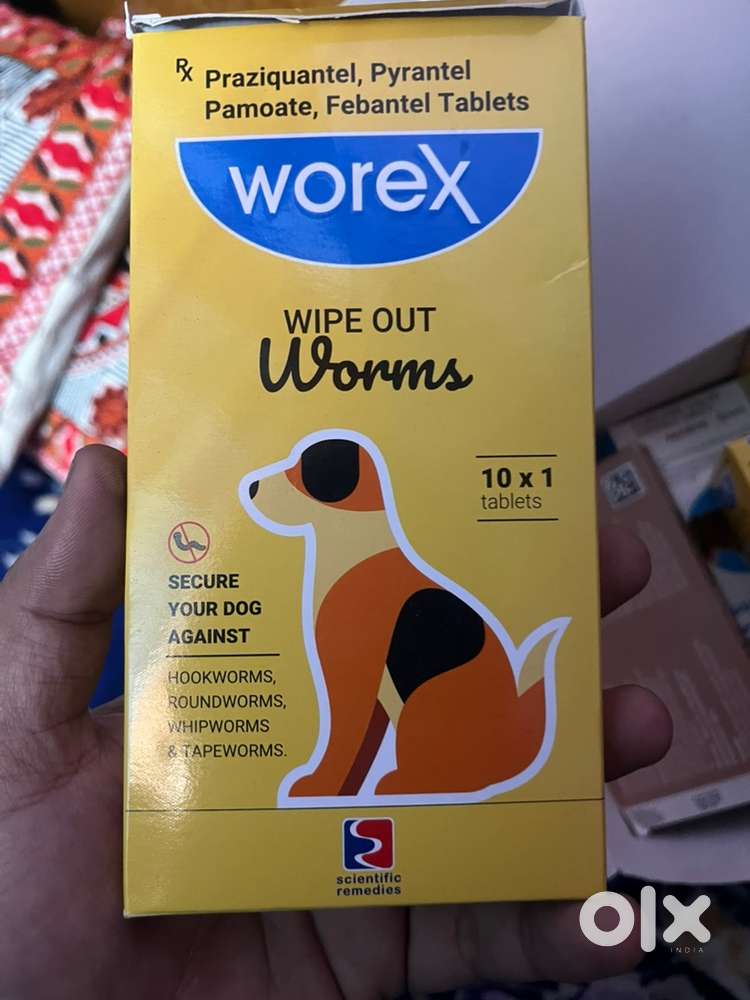 Rx Praziquantel, Pyrantel
Pamoate, Febantel Tablets
worex
WIPE OUT
Worms
10 x 1
tablets
SECURE
YOUR DOG
AGAINST
HOOKWORMS,
ROUNDWORMS,
WHIPWORMS
& TAPEWORMS.
scientific
remedies
olx
INDIA